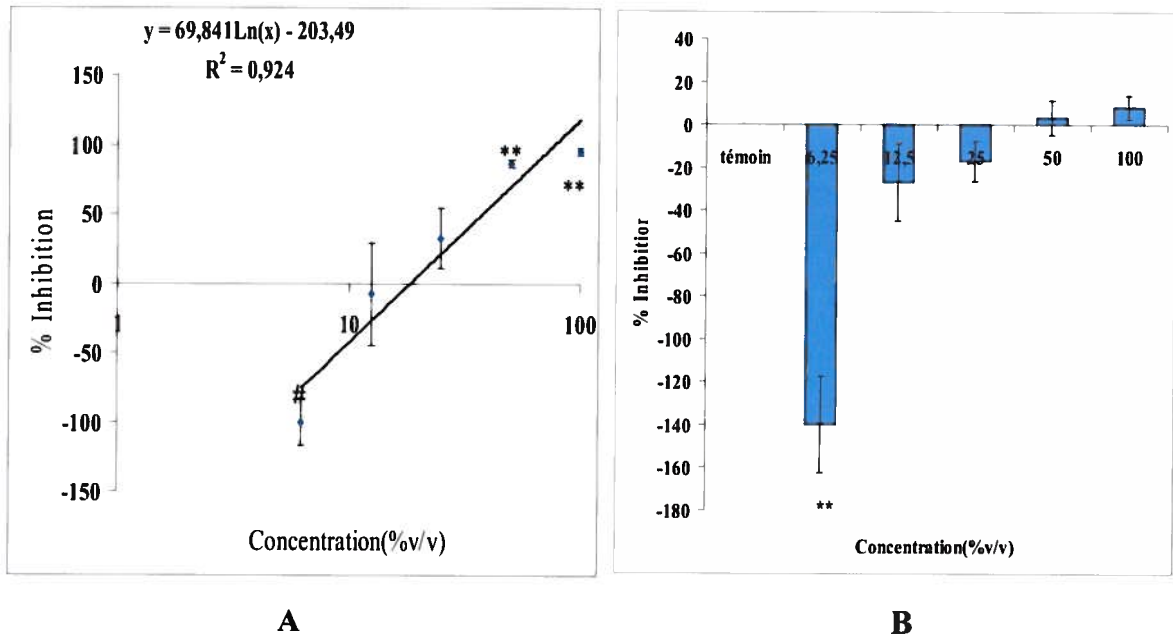 y = 69,841Ln(x) - 203,49
R² = 0,924
150
100
50
0
-50
-100
-150
% Inhibition
1
10
100
#
**
**
Concentration(%v/v)
A
40
20
0
-20
-40
-60
-80
-100
-120
-140
-160
-180
% Inhibition
témoin 6,25 12,5 25 50 100
**
Concentration(%v/v)
B